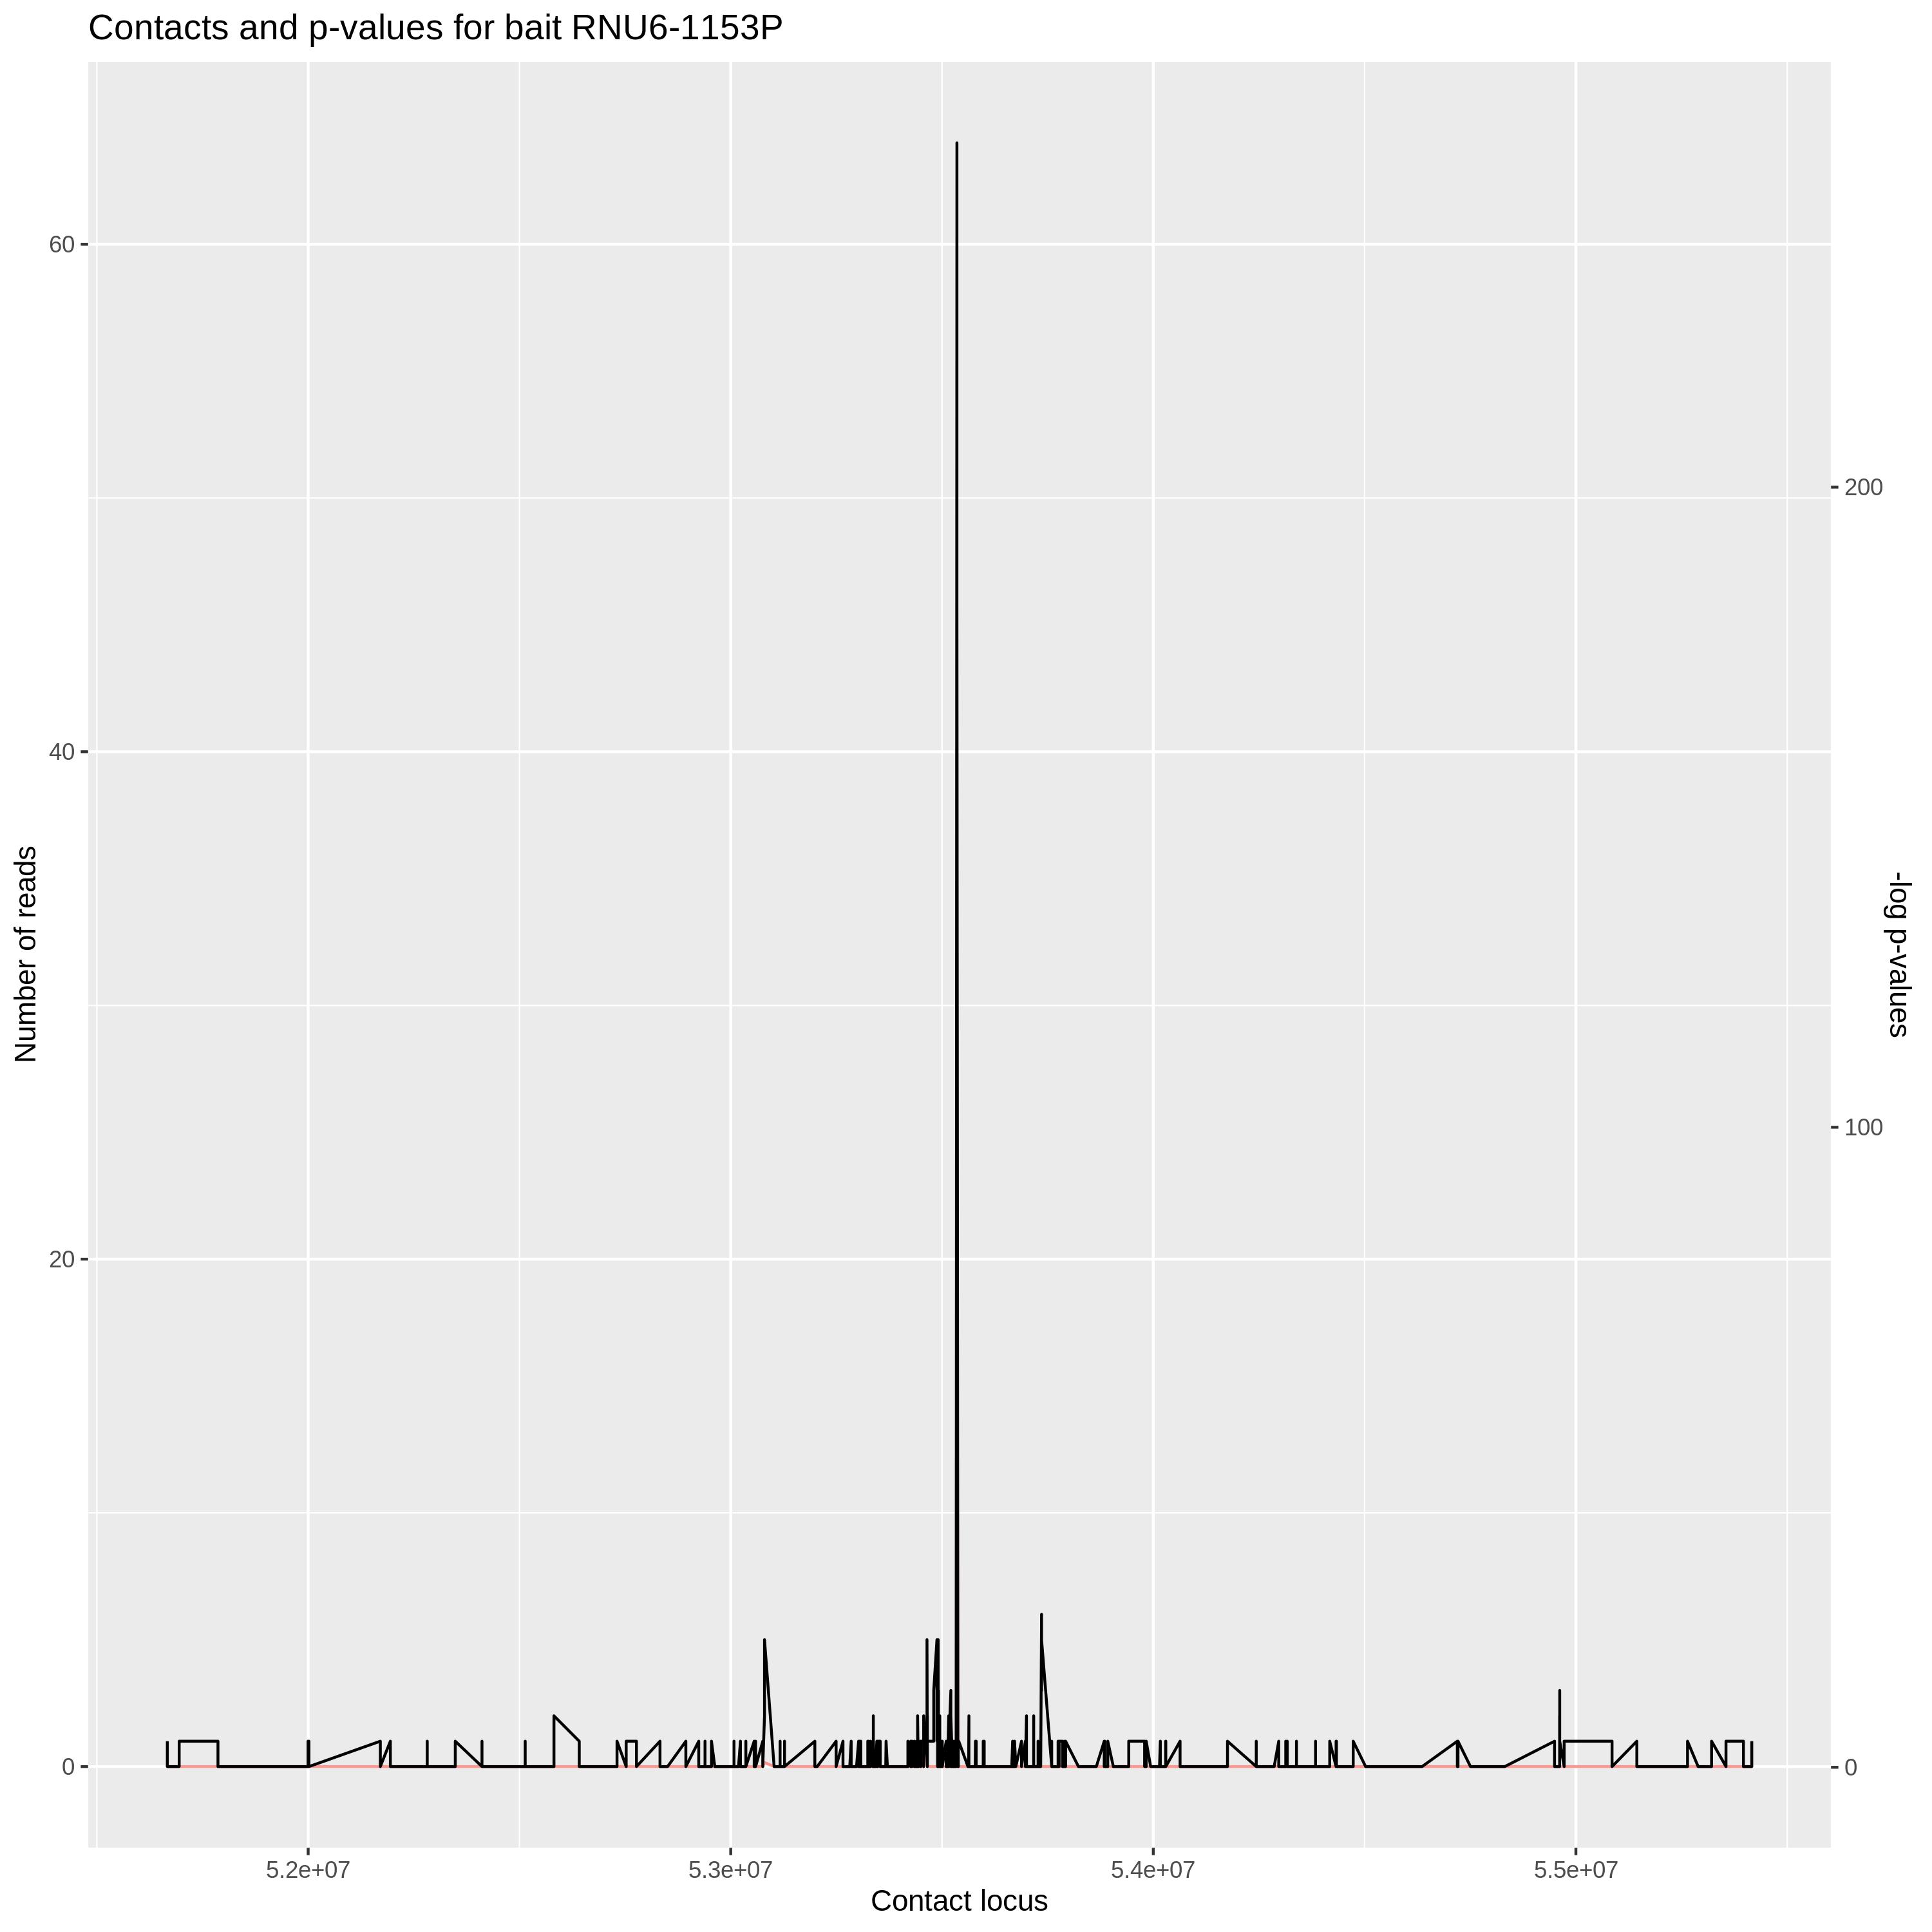 Contacts and p-values for bait RNU6-1153P
60
40
20
0
Number of reads
200
100
0
-log p-values
5.2e+07 5.3e+07 5.4e+07 5.5e+07
Contact locus